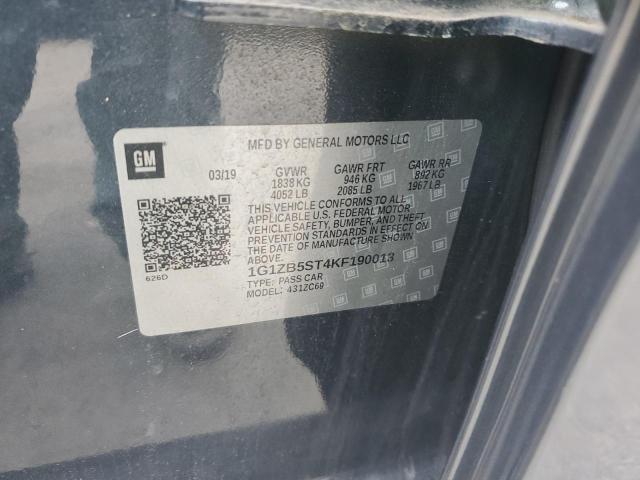 GM
MFD BY GENERAL MOTORS LLC
03/19 GVWR GAWR FRT GAWR RR
1838 KG 946 KG 892 KG
4052 LB 2085 LB 1967 LB
THIS VEHICLE CONFORMS TO ALL
APPLICABLE U.S. FEDERAL MOTOR
VEHICLE SAFETY, BUMPER, AND THEFT
PREVENTION STANDARDS IN EFFECT
ON THE DATE OF MANUFACTURE SHOWN
ABOVE.
1G1ZB5ST4KF190013
626D
TYPE: PASS CAR
MODEL: 431ZC69